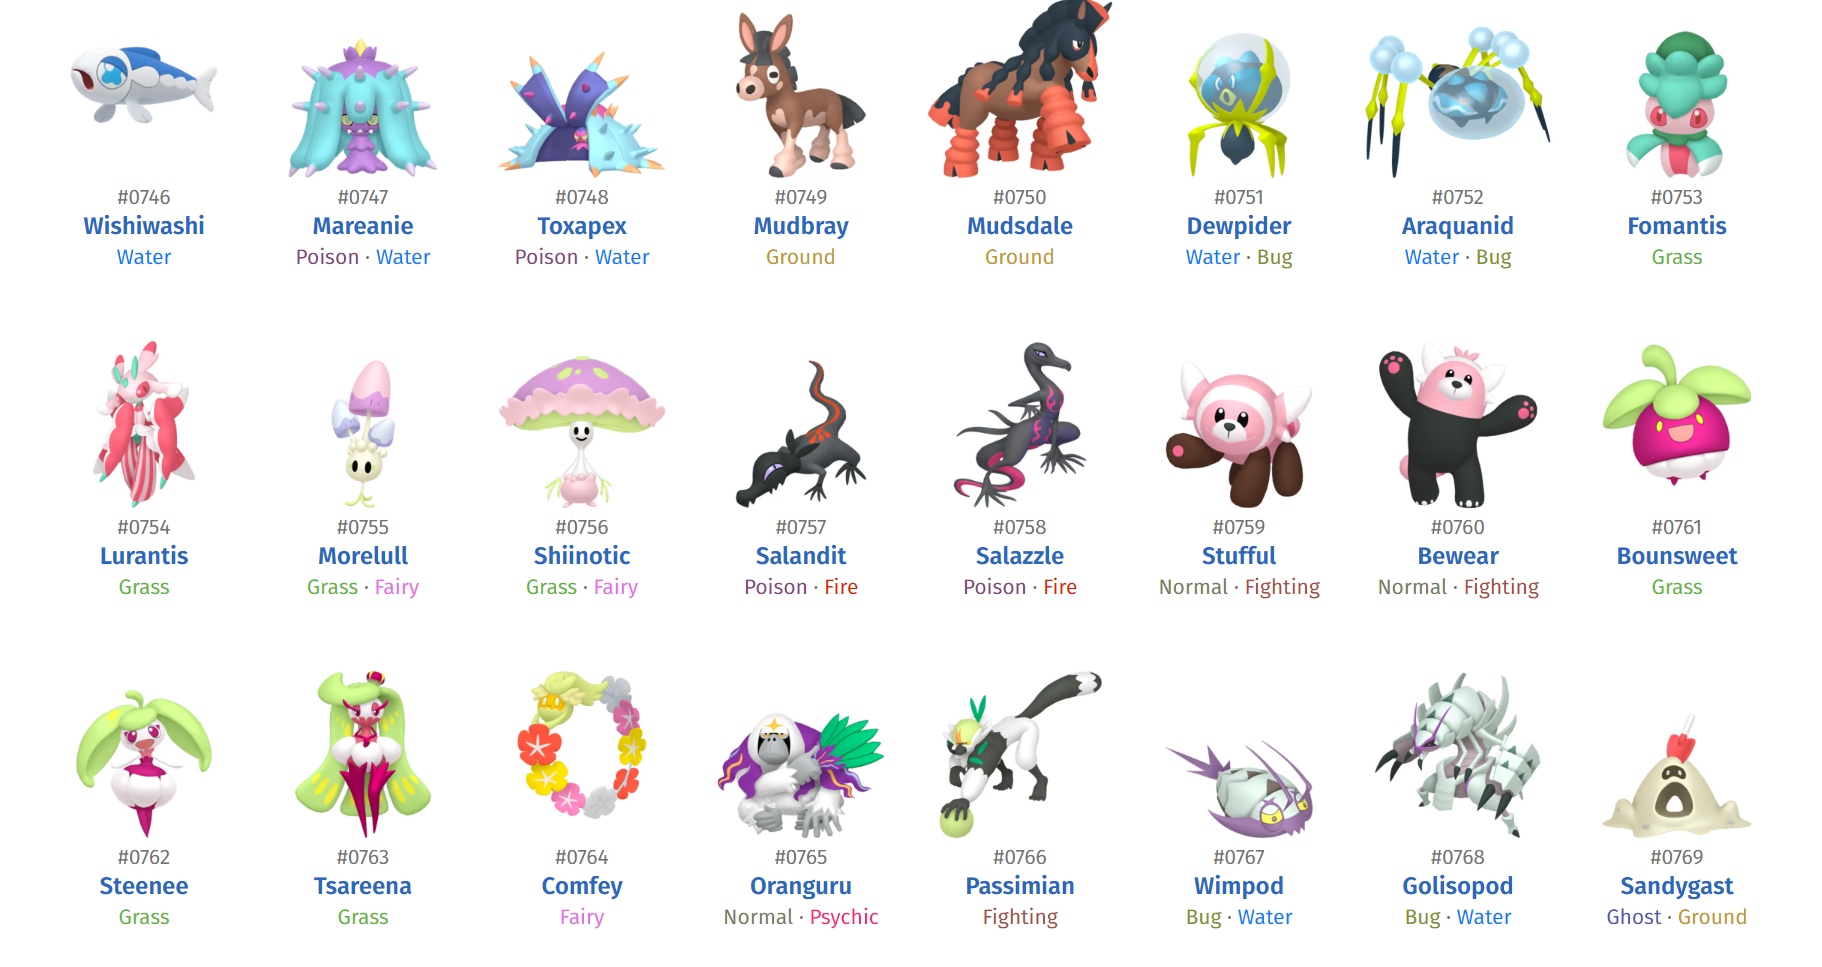 #0746 #0747 #0748 #0749 #0750 #0751 #0752 #0753
Wishiwashi Mareanie Toxapex Mudbray Mudsdale Dewpider Araquanid Fomantis
Water Poison · Water Poison · Water Ground Ground Water · Bug Water · Bug Grass
#0754 #0755 #0756 #0757 #0758 #0759 #0760 #0761
Lurantis Morelull Shiinotic Salandit Salazzle Stufful Bewear Bounsweet
Grass Grass · Fairy Grass · Fairy Poison · Fire Poison · Fire Normal · Fighting Normal · Fighting Grass
#0762 #0763 #0764 #0765 #0766 #0767 #0768 #0769
Steenee Tsareena Comfey Oranguru Passimian Wimpod Golisopod Sandygast
Grass Grass Fairy Normal · Psychic Fighting Bug · Water Bug · Water Ghost · Ground